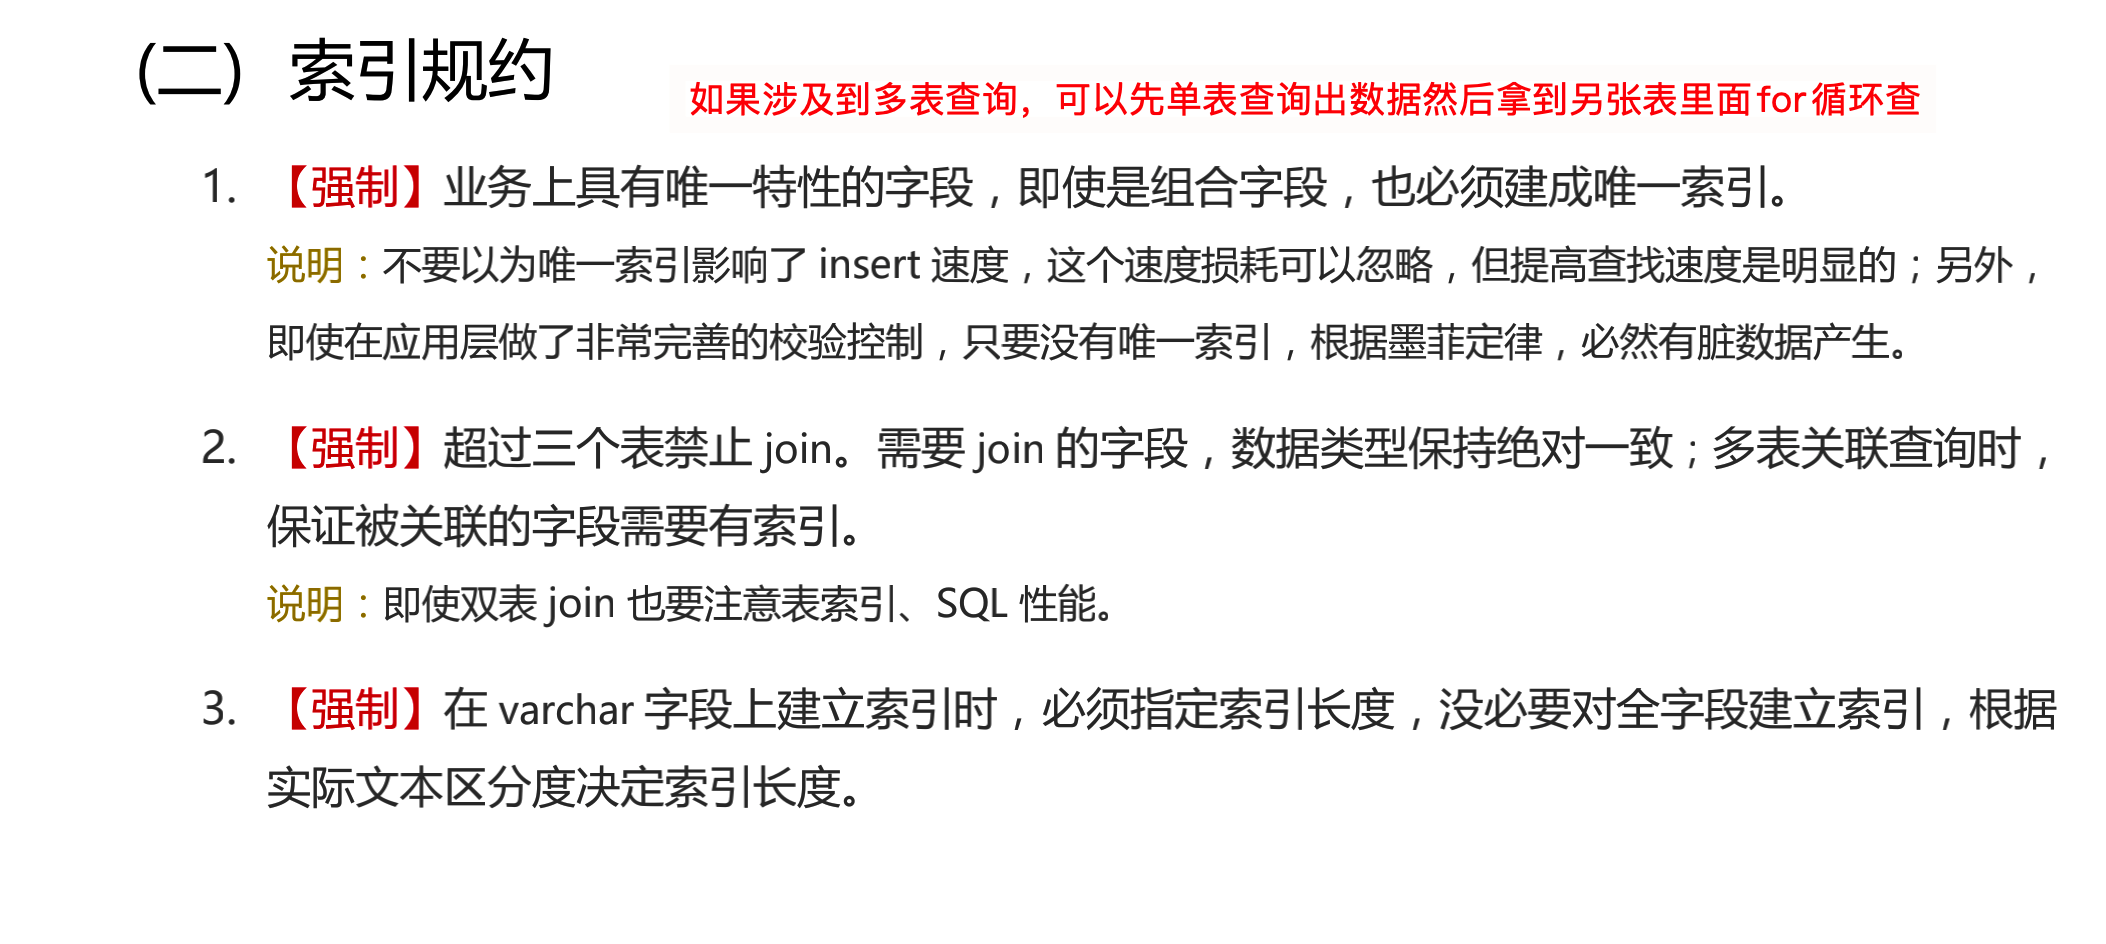 (二) 索引规约
如果涉及到多表查询，可以先单表查询出数据然后拿到另张表里面for循环查
1. 【强制】业务上具有唯一特性的字段，即使是组合字段，也必须建成唯一索引。
说明：不要以为唯一索引影响了 insert 速度，这个速度损耗可以忽略，但提高查找速度是明显的；另外，
即使在应用层做了非常完善的校验控制，只要没有唯一索引，根据墨菲定律，必然有脏数据产生。
2. 【强制】超过三个表禁止 join。需要 join 的字段，数据类型保持绝对一致；多表关联查询时，
保证被关联的字段需要有索引。
说明：即使双表 join 也要注意表索引、SQL 性能。
3. 【强制】在 varchar 字段上建立索引时，必须指定索引长度，没必要对全字段建立索引，根据
实际文本区分度决定索引长度。